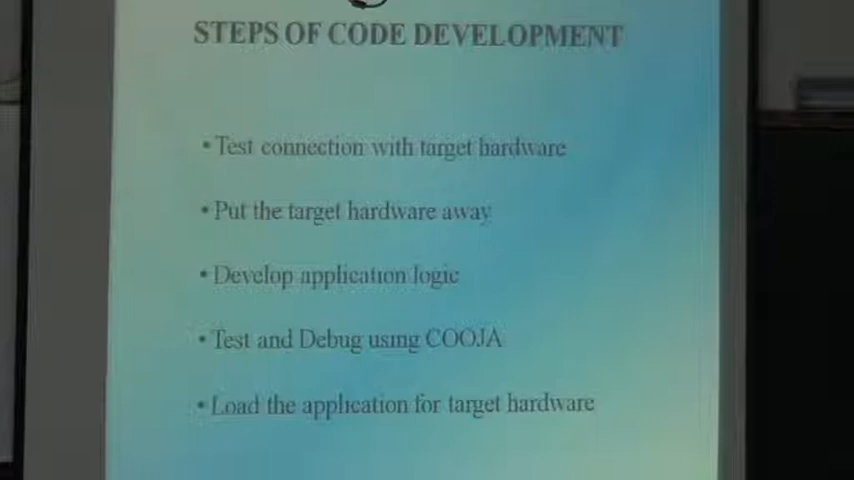 STEPS OF CODE DEVELOPMENT
• Test connection with target hardware
• Put the target hardware away
• Develop application logic
• Test and Debug using COOJA
• Load the application for target hardware